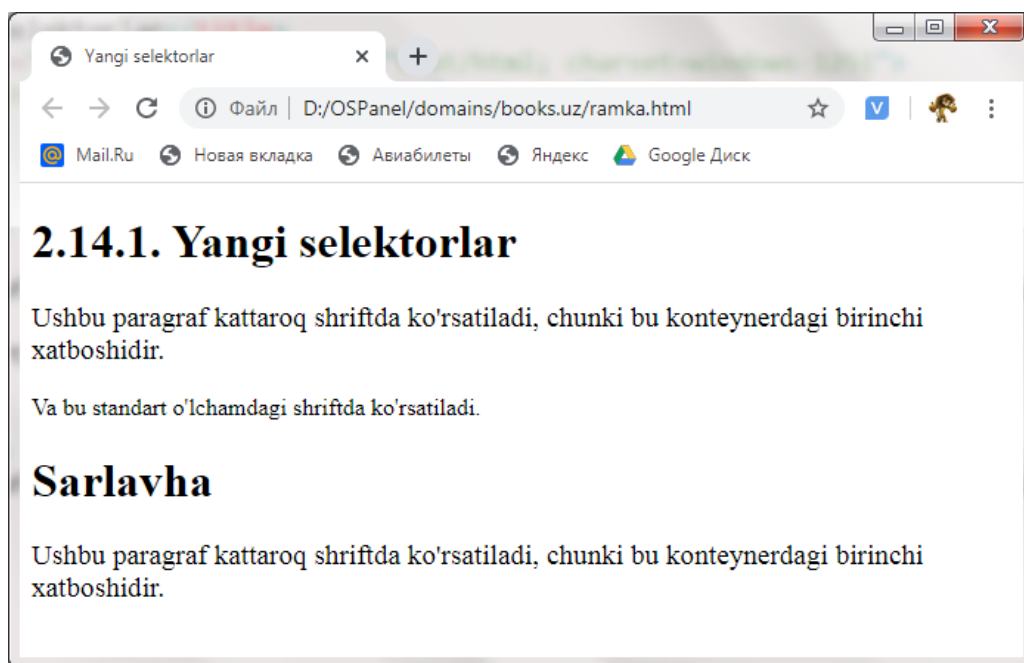 Yangi selektorlar
Файл | D:/OSPanel/domains/books.uz/ramka.html
Mail.Ru Новая вкладка Авиабилеты Яндекс Google Диск
2.14.1. Yangi selektorlar
Ushbu paragraf kattaroq shriftda ko'rsatiladi, chunki bu konteynerdagi birinchi
xatboshidir.
Va bu standart o'lchamdagi shriftda ko'rsatiladi.
Sarlavha
Ushbu paragraf kattaroq shriftda ko'rsatiladi, chunki bu konteynerdagi birinchi
xatboshidir.